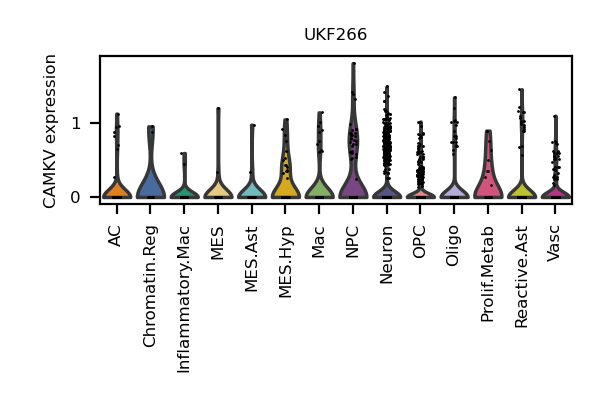 UKF266
CAMKV expression
1
0
AC
Chromatin.Reg
Inflammatory.Mac
MES
MES.Ast
MES.Hyp
Mac
NPC
Neuron
OPC
Oligo
Prolif.Metab
Reactive.Ast
Vasc